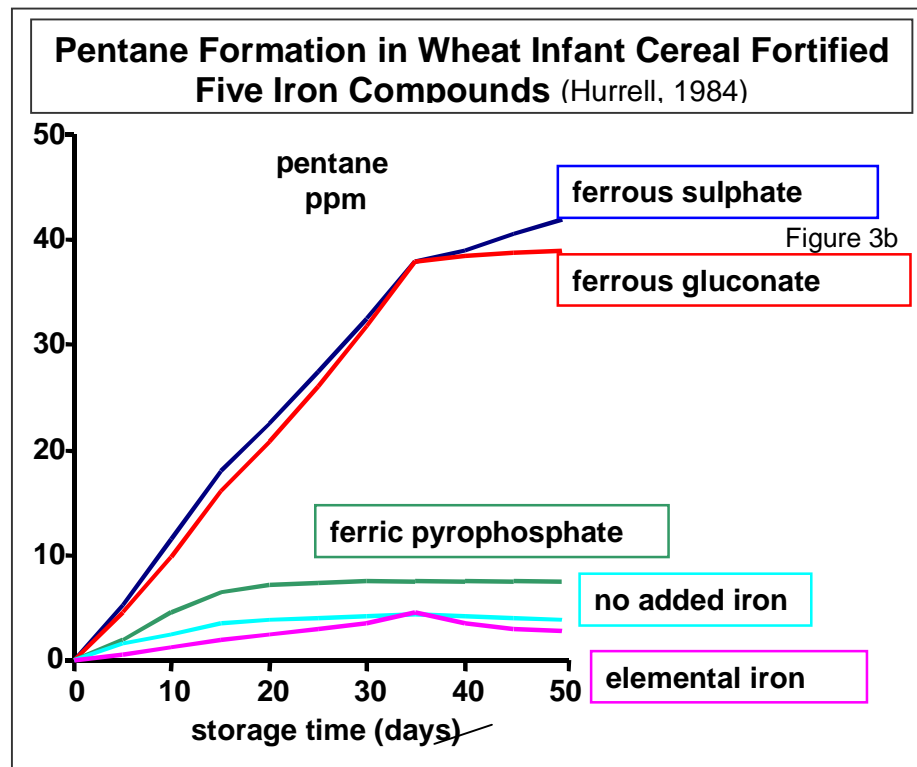 Pentane Formation in Wheat Infant Cereal Fortified
Five Iron Compounds (Hurrell, 1984)
50
pentane
ppm
ferrous sulphate
40
Figure 3b
ferrous gluconate
30
20
ferric pyrophosphate
10
no added iron
0
elemental iron
0 10 20 30 40 50
storage time (days)